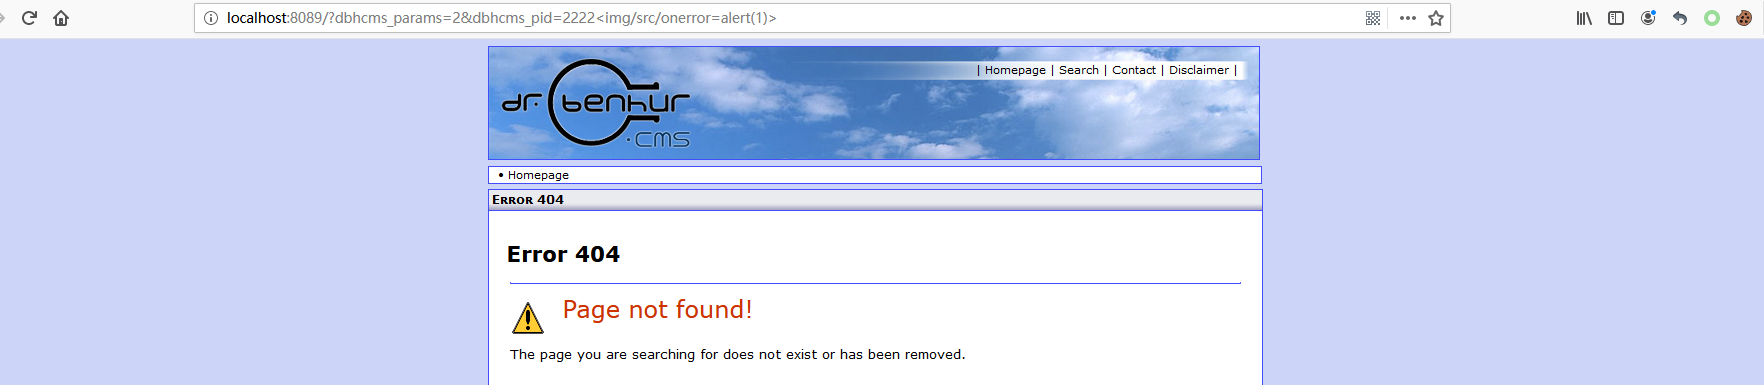 localhost:8089/?dbhcms_params=2&dbhcms_pid=2222<img/src/onerror=alert(1)>
| Homepage | Search | Contact | Disclaimer |
dr. benhur
.cms
• Homepage
Error 404
Error 404
Page not found!
The page you are searching for does not exist or has been removed.